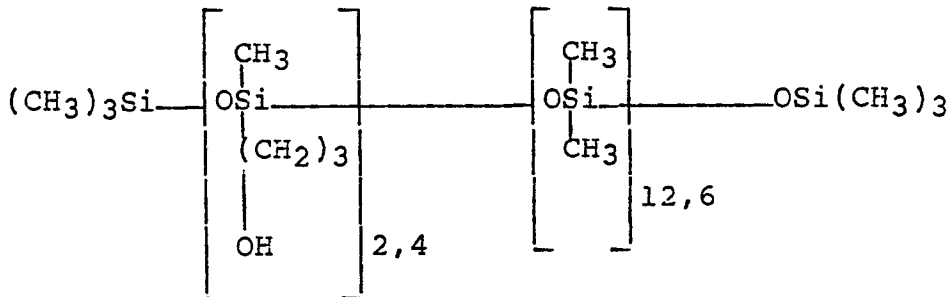 CH3 CH3
(CH3)3Si OSi OSi OSi(CH3)3
(CH2)3 CH3
12,6
OH 2,4